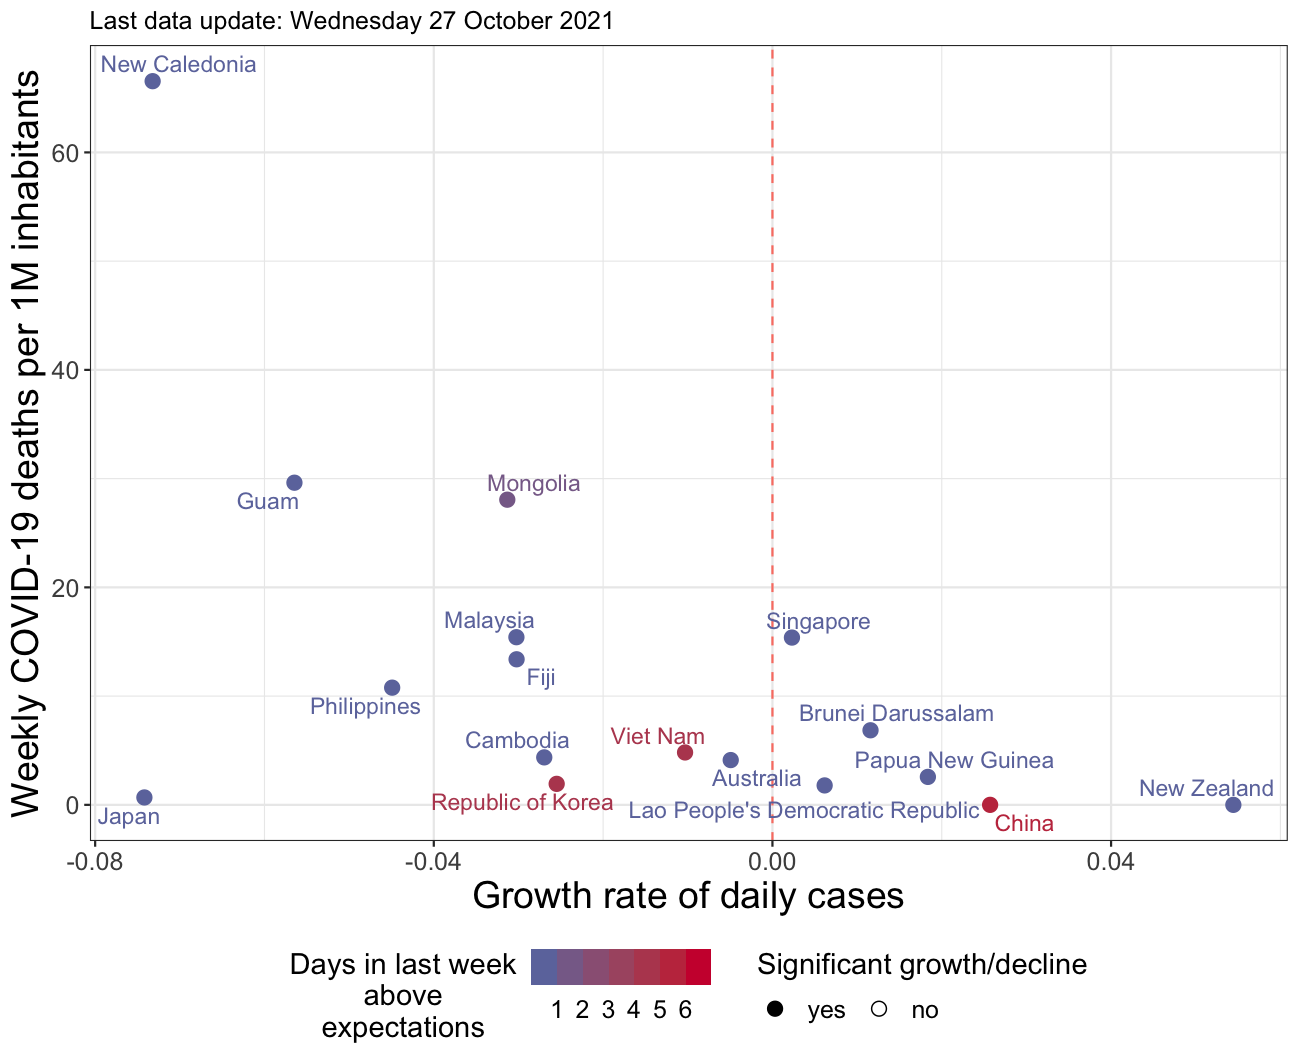 Last data update: Wednesday 27 October 2021
Weekly COVID-19 deaths per 1M inhabitants
60
40
20
0
New Caledonia
Guam
Mongolia
Malaysia
Singapore
Fiji
Philippines
Brunei Darussalam
Viet Nam
Cambodia
Papua New Guinea
Australia
New Zealand
Republic of Korea
Lao People's Democratic Republic
Japan
China
-0.08
-0.04
0.00
0.04
Growth rate of daily cases
Days in last week
above
expectations
1 2 3 4 5 6
Significant growth/decline
yes
no